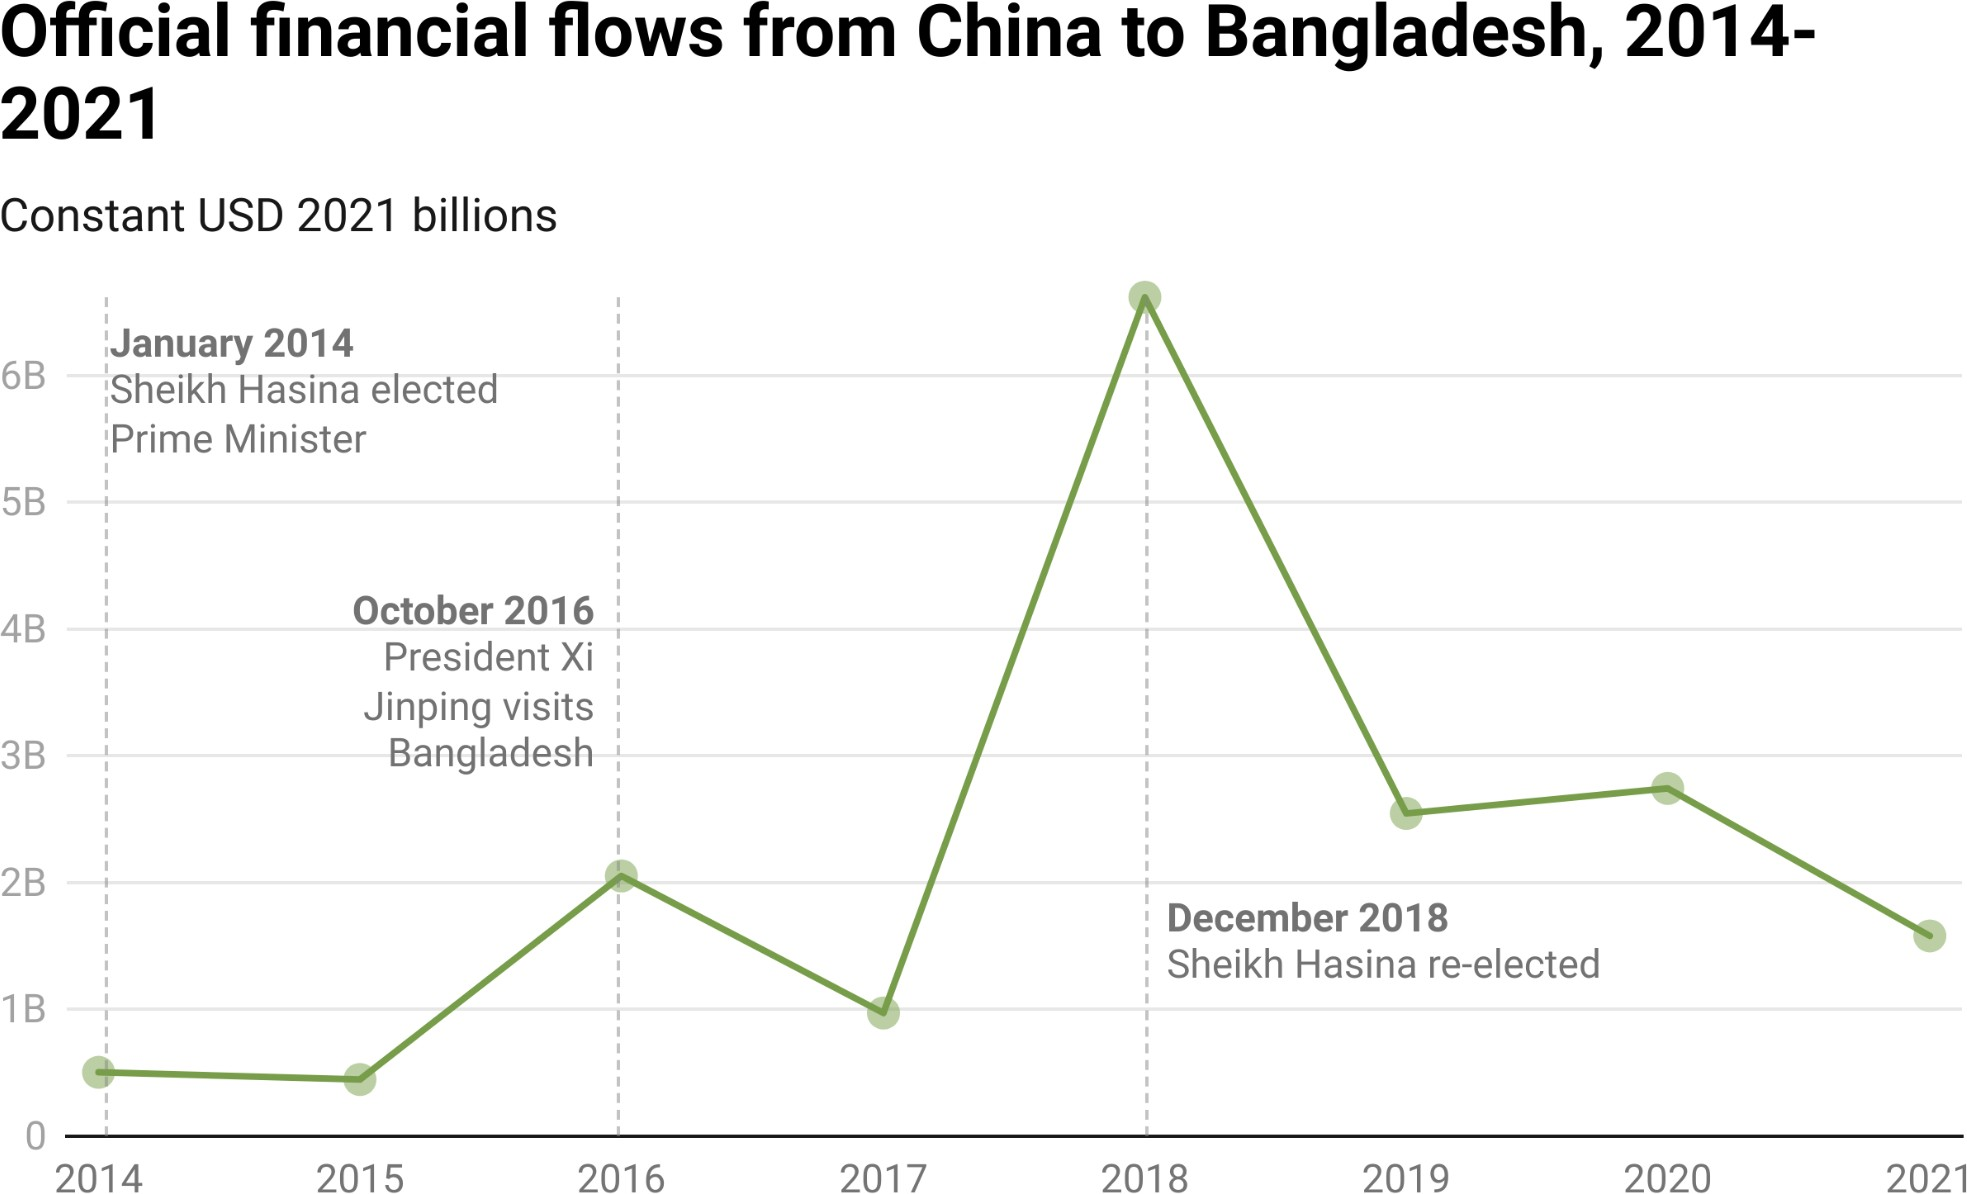 Official financial flows from China to Bangladesh, 2014-
2021
Constant USD 2021 billions
January 2014
Sheikh Hasina elected
Prime Minister
October 2016
President Xi
Jinping visits
Bangladesh
December 2018
Sheikh Hasina re-elected
6B
5B
4B
3B
2B
1B
0
2014 2015 2016 2017 2018 2019 2020 2021